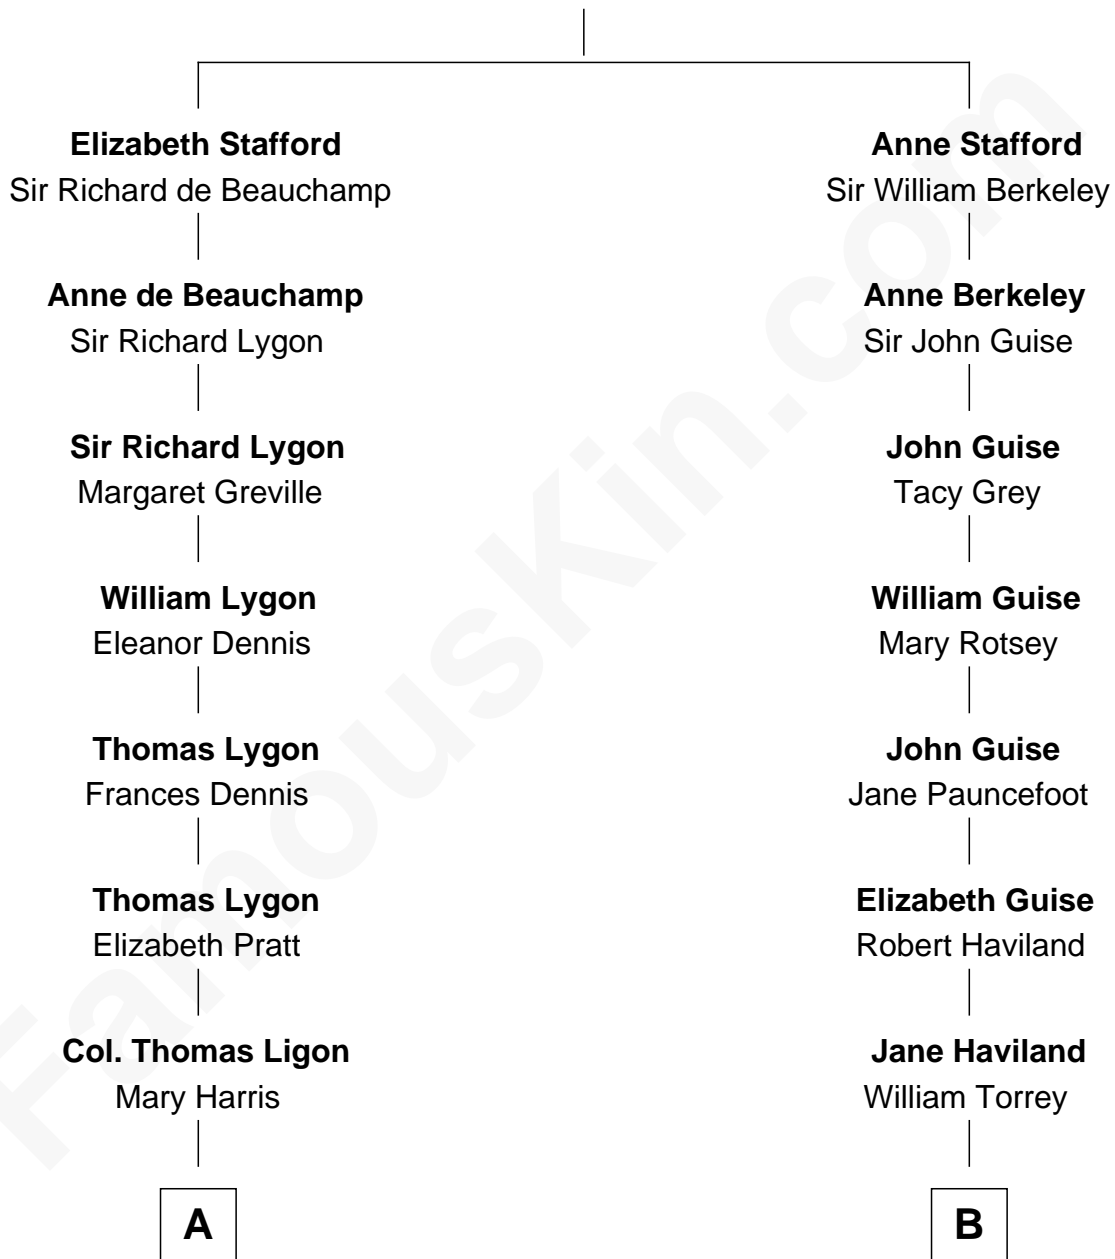 Elizabeth Stafford
Sir Richard de Beauchamp
Anne de Beauchamp
Sir Richard Lygon
Sir Richard Lygon
Margaret Greville
William Lygon
Eleanor Dennis
Thomas Lygon
Frances Dennis
Thomas Lygon
Elizabeth Pratt
Col. Thomas Ligon
Mary Harris
A
Anne Stafford
Sir William Berkeley
Anne Berkeley
Sir John Guise
John Guise
Tacy Grey
William Guise
Mary Rotsey
John Guise
Jane Pauncefoot
Elizabeth Guise
Robert Haviland
Jane Haviland
William Torrey
B
FamousKin.com